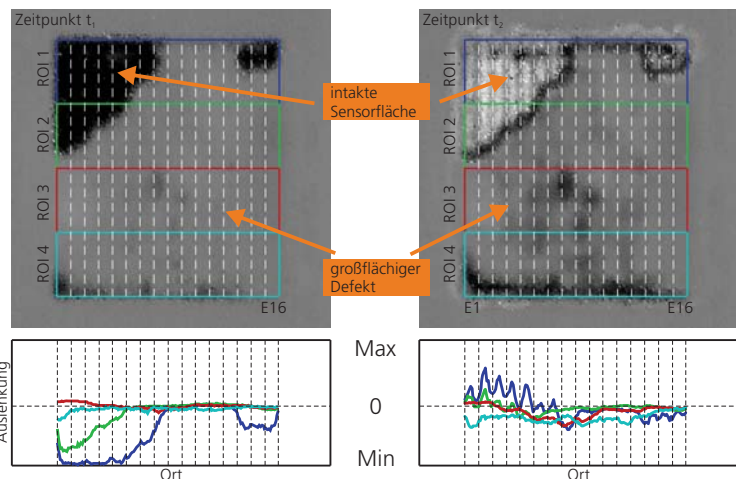 Zeitpunkt t₁
Zeitpunkt t₂
ROI 1
ROI 2
ROI 3
ROI 4
ROI 1
ROI 2
ROI 3
ROI 4
intakte
Sensorfläche
großflächiger
Defekt
E16
E1
E16
Auslenkung
Max
0
Min
Ort
Ort